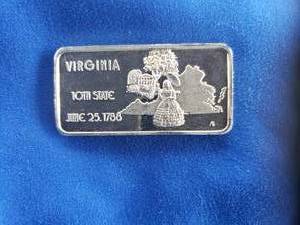 VIRGINIA
10TH STATE
JUNE 25, 1788